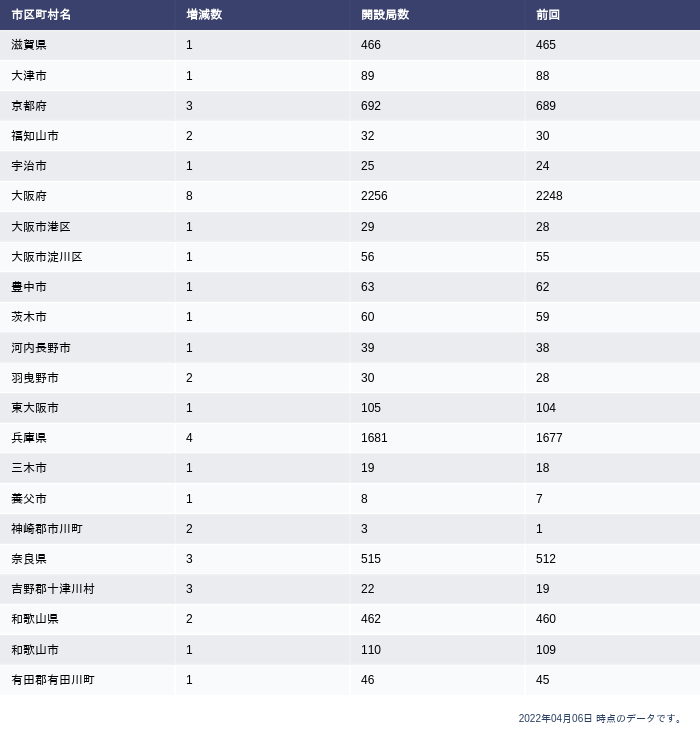 市区町村名 増減数 開設局数 前回
滋賀県 1 466 465
大津市 1 89 88
京都府 3 692 689
福知山市 2 32 30
宇治市 1 25 24
大阪府 8 2256 2248
大阪市港区 1 29 28
大阪市淀川区 1 56 55
豊中市 1 63 62
茨木市 1 60 59
河内長野市 1 39 38
羽曳野市 2 30 28
東大阪市 1 105 104
兵庫県 4 1681 1677
三木市 1 19 18
養父市 1 8 7
神崎郡市川町 2 3 1
奈良県 3 515 512
吉野郡十津川村 3 22 19
和歌山県 2 462 460
和歌山市 1 110 109
有田郡有田川町 1 46 45
2022年04月06日 時点のデータです。